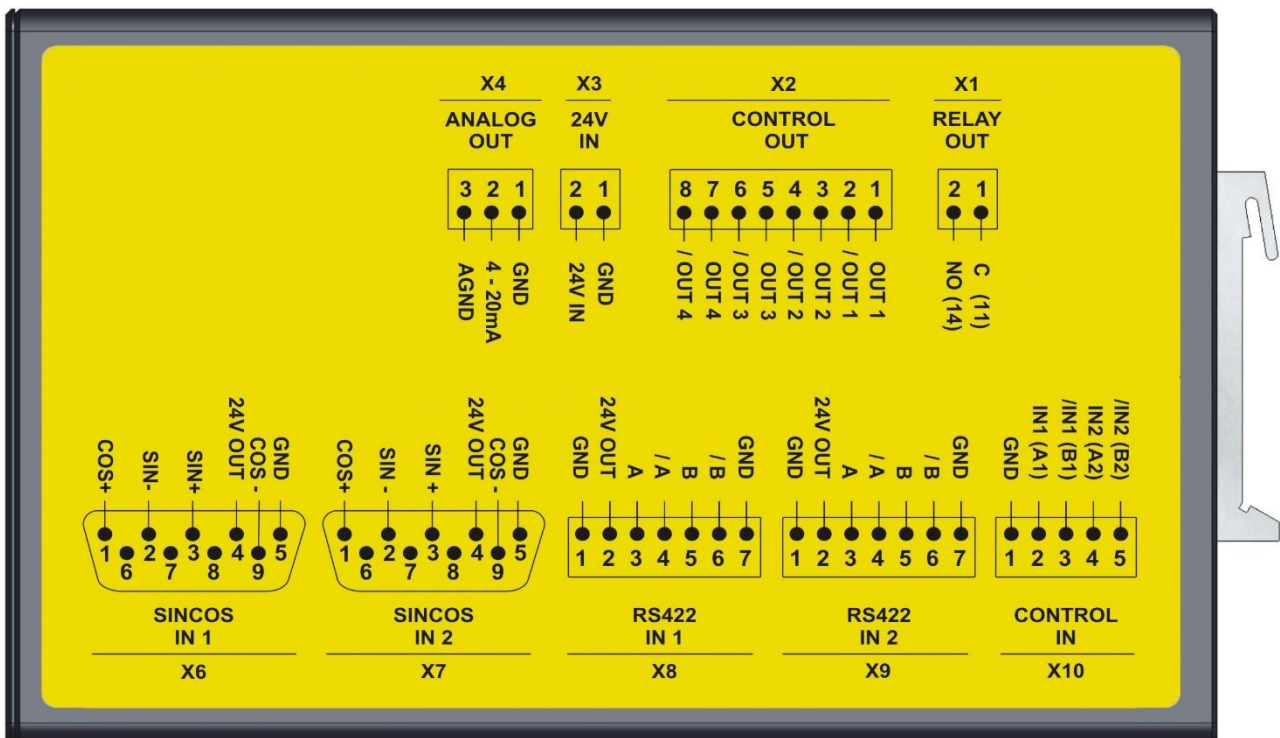 X4 X3 X2 X1
ANALOG 24V CONTROL RELAY
OUT IN OUT OUT
3 2 1 2 1 8 7 6 5 4 3 2 1 2 1
AGND
4 - 20mA
GND
24V IN
GND
/ OUT 4
OUT 4
/ OUT 3
OUT 3
/ OUT 2
OUT 2
/ OUT 1
OUT 1
NO (14)
C (11)
COS+
SIN-
SIN+
24V OUT
COS -
GND
COS+
SIN -
SIN +
24V OUT
COS -
GND
GND
24V OUT
A
/ A
B
/ B
GND
GND
24V OUT
A
/ A
B
/ B
GND
GND
IN1 (A1)
/IN1 (B1)
IN2 (A2)
/IN2 (B2)
1 2 3 4 5 1 2 3 4 5 1 2 3 4 5 6 7 1 2 3 4 5 6 7 1 2 3 4 5
6 7 8 9 6 7 8 9
SINCOS SINCOS RS422 RS422 CONTROL
IN 1 IN 2 IN 1 IN 2 IN
X6 X7 X8 X9 X10